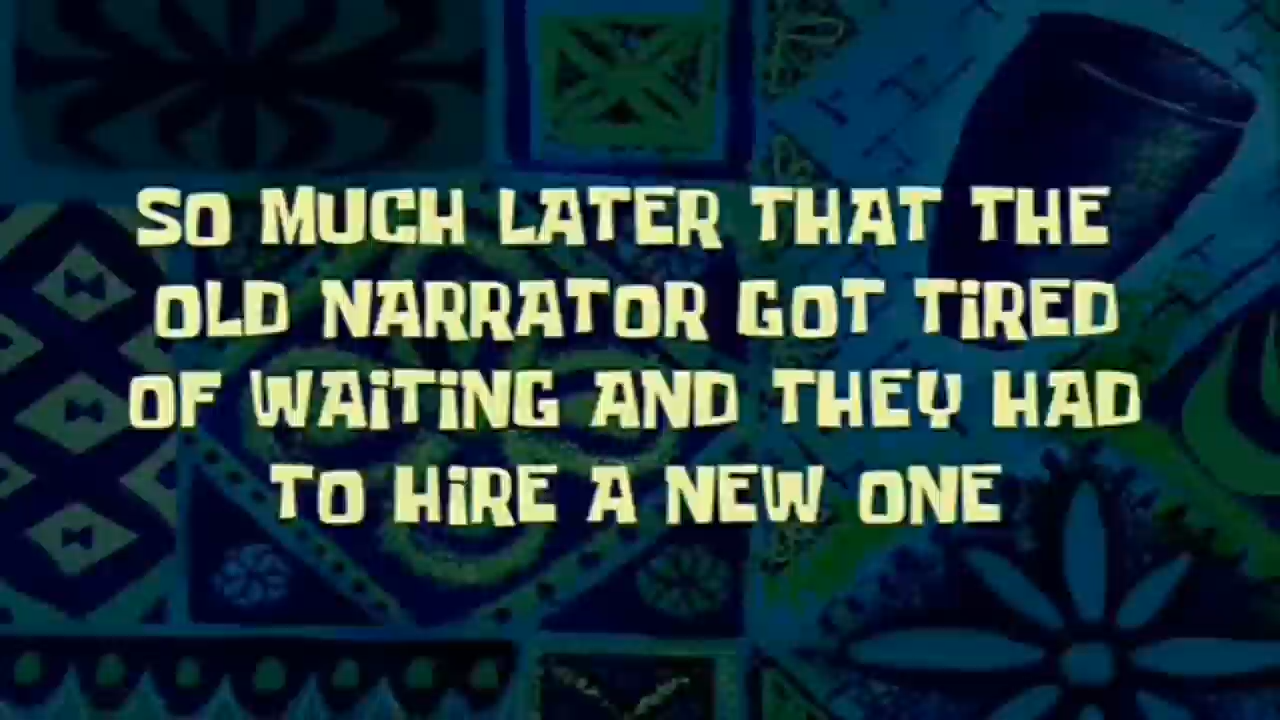 SO MUCH LATER THAT THE
OLD NARRATOR GOT TIRED
OF WAITING AND THEY HAD
TO HIRE A NEW ONE